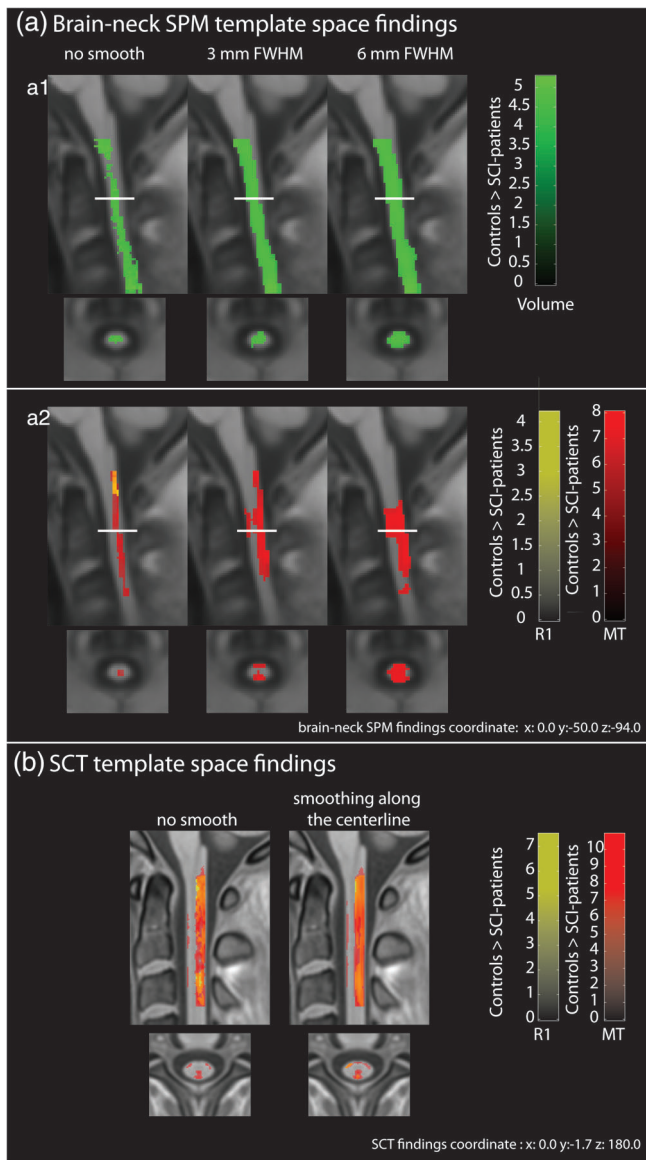 (a) Brain-neck SPM template space findings
no smooth 3 mm FWHM 6 mm FWHM
a1
5
4.5
4
3.5
3
2.5
2
1.5
1
0.5
0
Controls > SCI-patients
Volume
a2
4
3.5
3
2.5
2
1.5
1
0.5
0
Controls > SCI-patients
R1
8
7
6
5
4
3
2
1
0
Controls > SCI-patients
MT
brain-neck SPM findings coordinate: x: 0.0 y:-50.0 z:-94.0
(b) SCT template space findings
no smooth
smoothing along
the centerline
7
6
5
4
3
2
1
0
Controls > SCI-patients
R1
10
9
8
7
6
5
4
3
2
1
0
Controls > SCI-patients
MT
SCT findings coordinate : x: 0.0 y:-1.7 z: 180.0